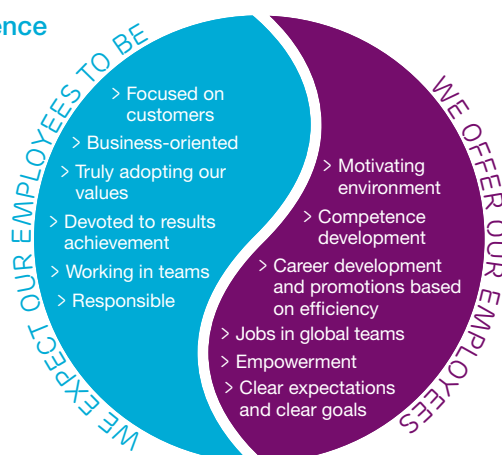 WE EXPECT OUR EMPLOYEES TO BE
> Focused on
customers
> Business-oriented
> Truly adopting our
values
> Devoted to results
achievement
> Working in teams
> Responsible
WE OFFER OUR EMPLOYEES
> Motivating
environment
> Competence
development
> Career development
and promotions based
on efficiency
> Jobs in global teams
> Empowerment
> Clear expectations
and clear goals